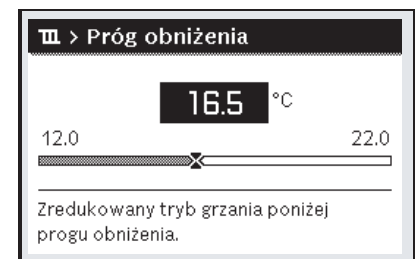 > Próg obniżenia
16.5 °C
12.0 22.0
Zredukowany tryb grzania poniżej
progu obniżenia.